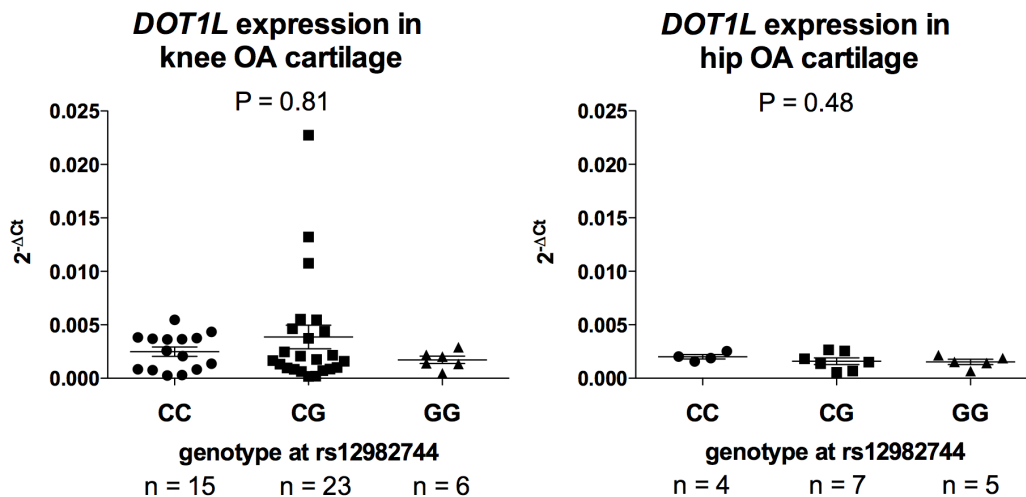 DOT1L expression in
knee OA cartilage
P = 0.81
0.025
0.020
0.015
0.010
0.005
0.000
2-ΔCt
CC CG GG
genotype at rs12982744
n = 15 n = 23 n = 6
DOT1L expression in
hip OA cartilage
P = 0.48
0.025
0.020
0.015
0.010
0.005
0.000
2-ΔCt
CC CG GG
genotype at rs12982744
n = 4 n = 7 n = 5